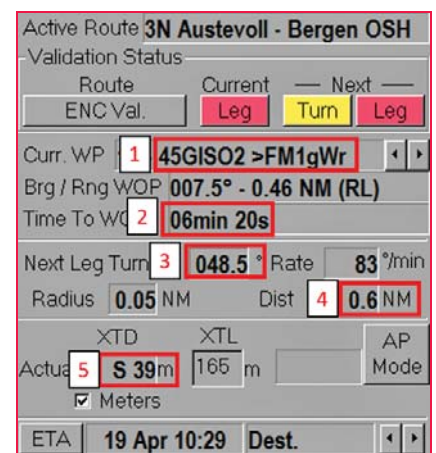 Active Route 3N Austevoll - Bergen OSH
Validation Status
Route Current Next
ENC Val. Leg Turn Leg
Curr. WP 1 45GISO2 >FM1gWr
Brg / Rng WOP 007.5° - 0.46 NM (RL)
Time To WO 2 06min 20s
Next Leg Turn 3 048.5 ° Rate 83 °/min
Radius 0.05 NM Dist 4 0.6 NM
XTD XTL AP
Actua 5 S 39 m 165 m Mode
Meters
ETA 19 Apr 10:29 Dest.